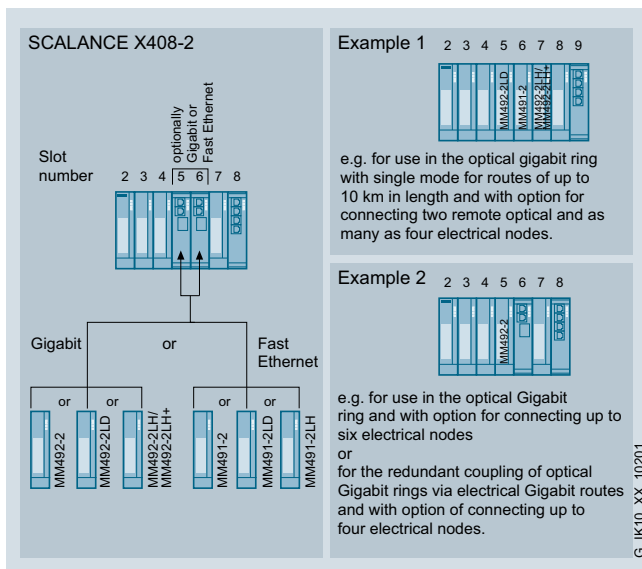 SCALANCE X408-2
optionally
Gigabit or
Fast Ethernet
Slot
number
2 3 4 5 6 7 8
Gigabit
or
Fast
Ethernet
or or
or or
MM492-2
MM492-2LD
MM492-2LH/
MM492-2LH+
MM491-2
MM491-2LD
MM491-2LH
Example 1
2 3 4 5 6 7 8 9
MM492-2LD
MM491-2
MM492-2LH/
MM492-2LH+
e.g. for use in the optical gigabit ring
with single mode for routes of up to
10 km in length and with option for
connecting two remote optical and as
many as four electrical nodes.
Example 2
2 3 4 5 6 7 8
MM492-2
e.g. for use in the optical Gigabit
ring and with option for connecting up to
six electrical nodes
or
for the redundant coupling of optical
Gigabit rings via electrical Gigabit routes
and with option of connecting up to
four electrical nodes.
G_IK10_XX_10201